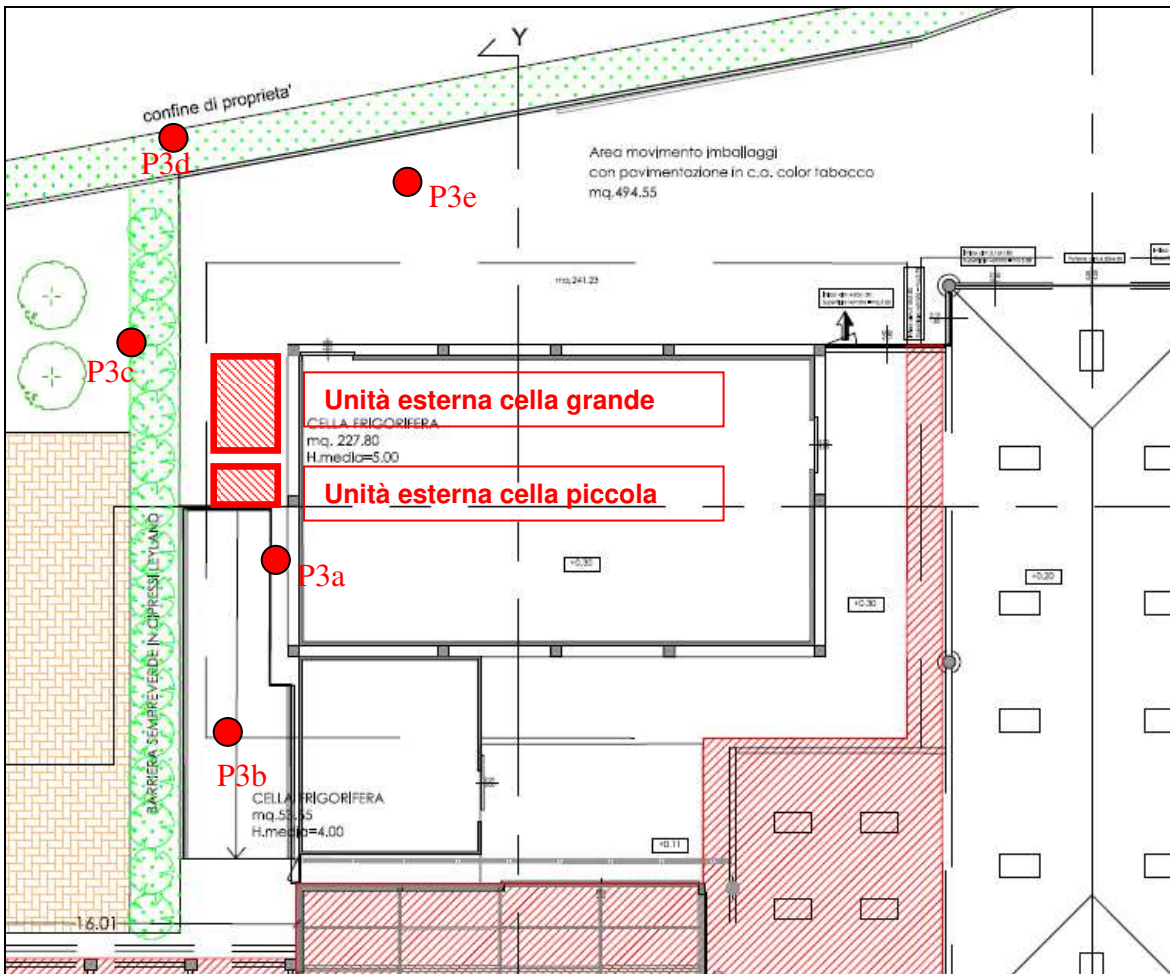 Y
confine di proprieta'
P3d
Area movimento imballaggi
con pavimentazione in c.o. color tabacco
mq.494.55
P3e
mq.241.23
P3c
Unità esterna cella grande
CELLA FRIGORIFERA
mq. 227.80
H.media=5.00
Unità esterna cella piccola
P3a
+0.30
+0.20
+0.30
BARRIERA SEMPREVERDE IN CIPRESSI LEYLAND
P3b
CELLA FRIGORIFERA
H.media=4.00
+0.11
16.01